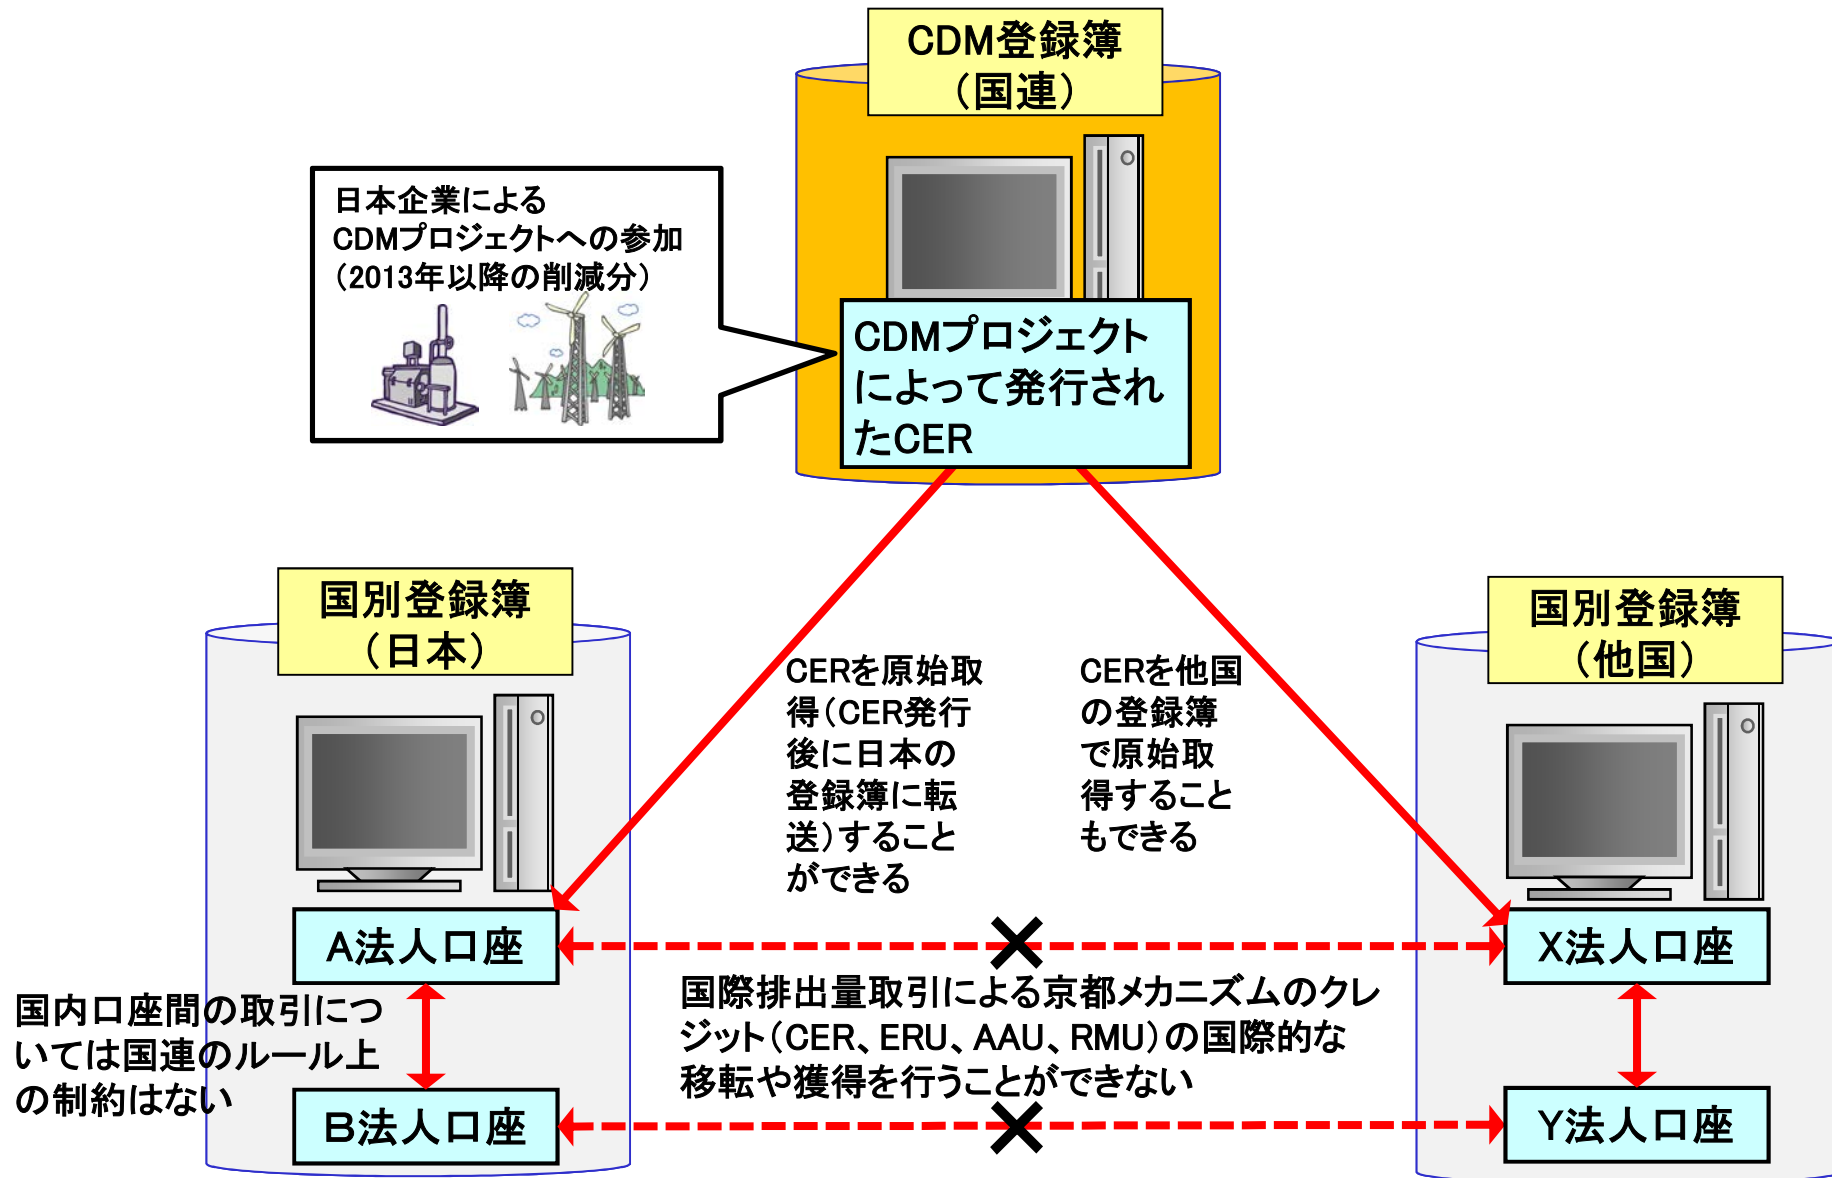 CDM登録簿
（国連）
日本企業による
CDMプロジェクトへの参加
（2013年以降の削減分）
CDMプロジェクト
によって発行され
たCER
国別登録簿
（日本）
国別登録簿
（他国）
CERを原始取
得（CER発行
後に日本の
登録簿に転
送）すること
ができる
CERを他国
の登録簿
で原始取
得すること
もできる
A法人口座
X法人口座
国内口座間の取引につ
いては国連のルール上
の制約はない
国際排出量取引による京都メカニズムのクレ
ジット（CER、ERU、AAU、RMU）の国際的な
移転や獲得を行うことができない
B法人口座
Y法人口座